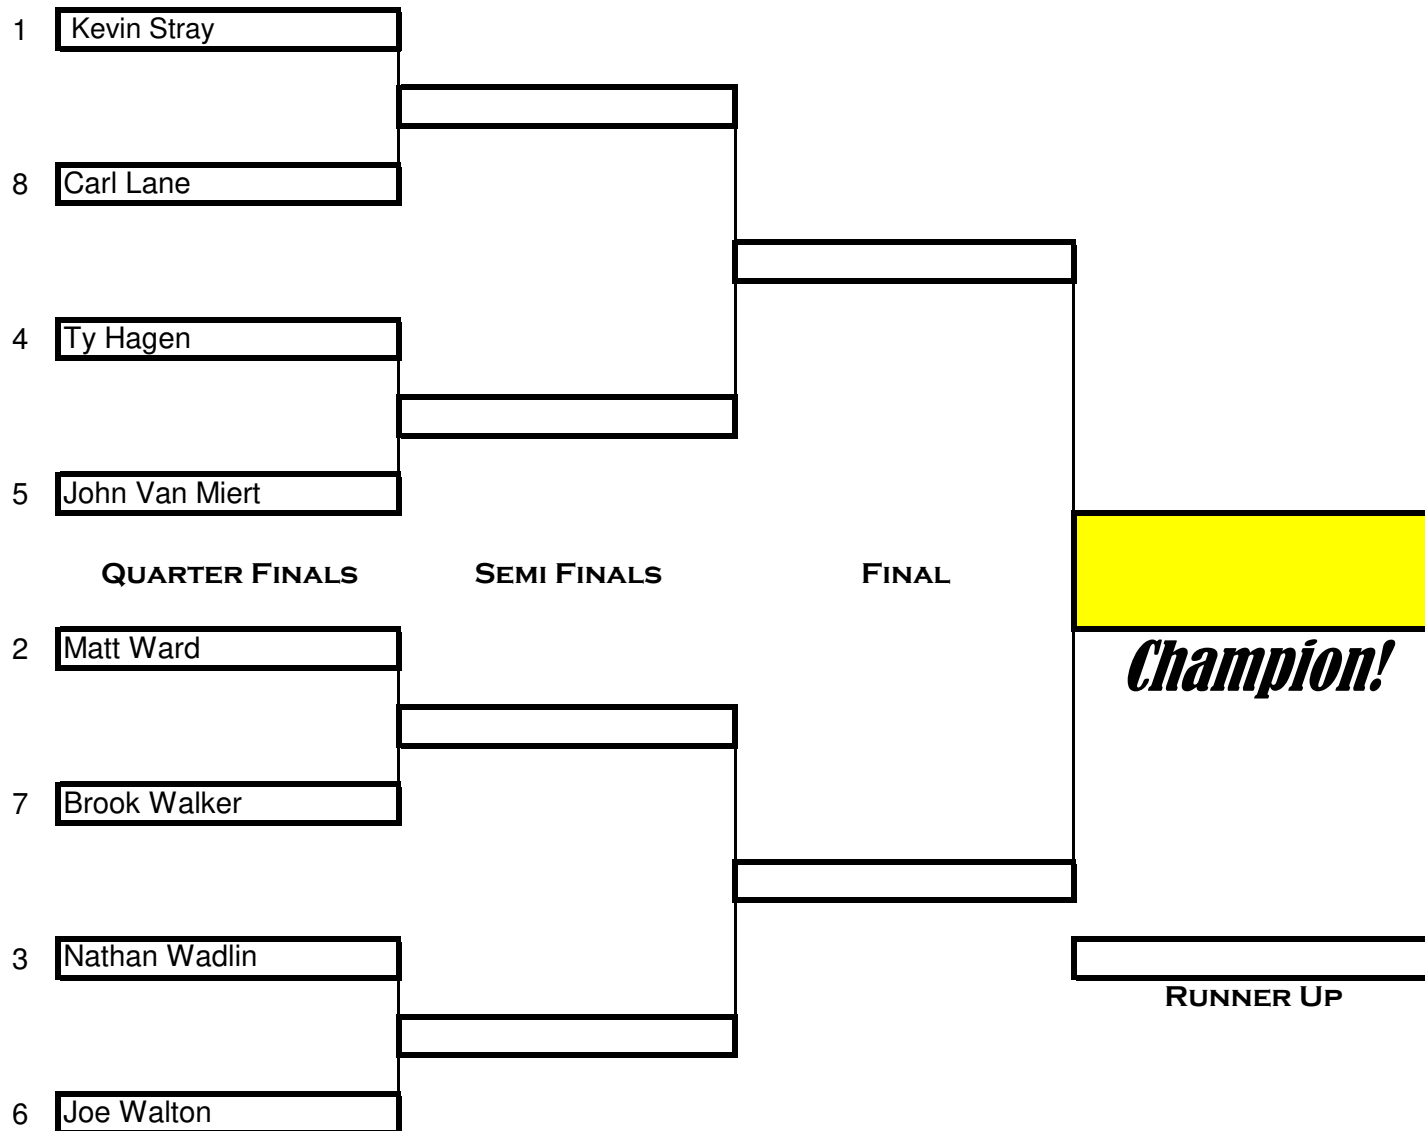 1 Kevin Stray
8 Carl Lane
4 Ty Hagen
5 John Van Miert
QUARTER FINALS SEMI FINALS FINAL
2 Matt Ward
Champion!
7 Brook Walker
3 Nathan Wadlin
RUNNER UP
6 Joe Walton